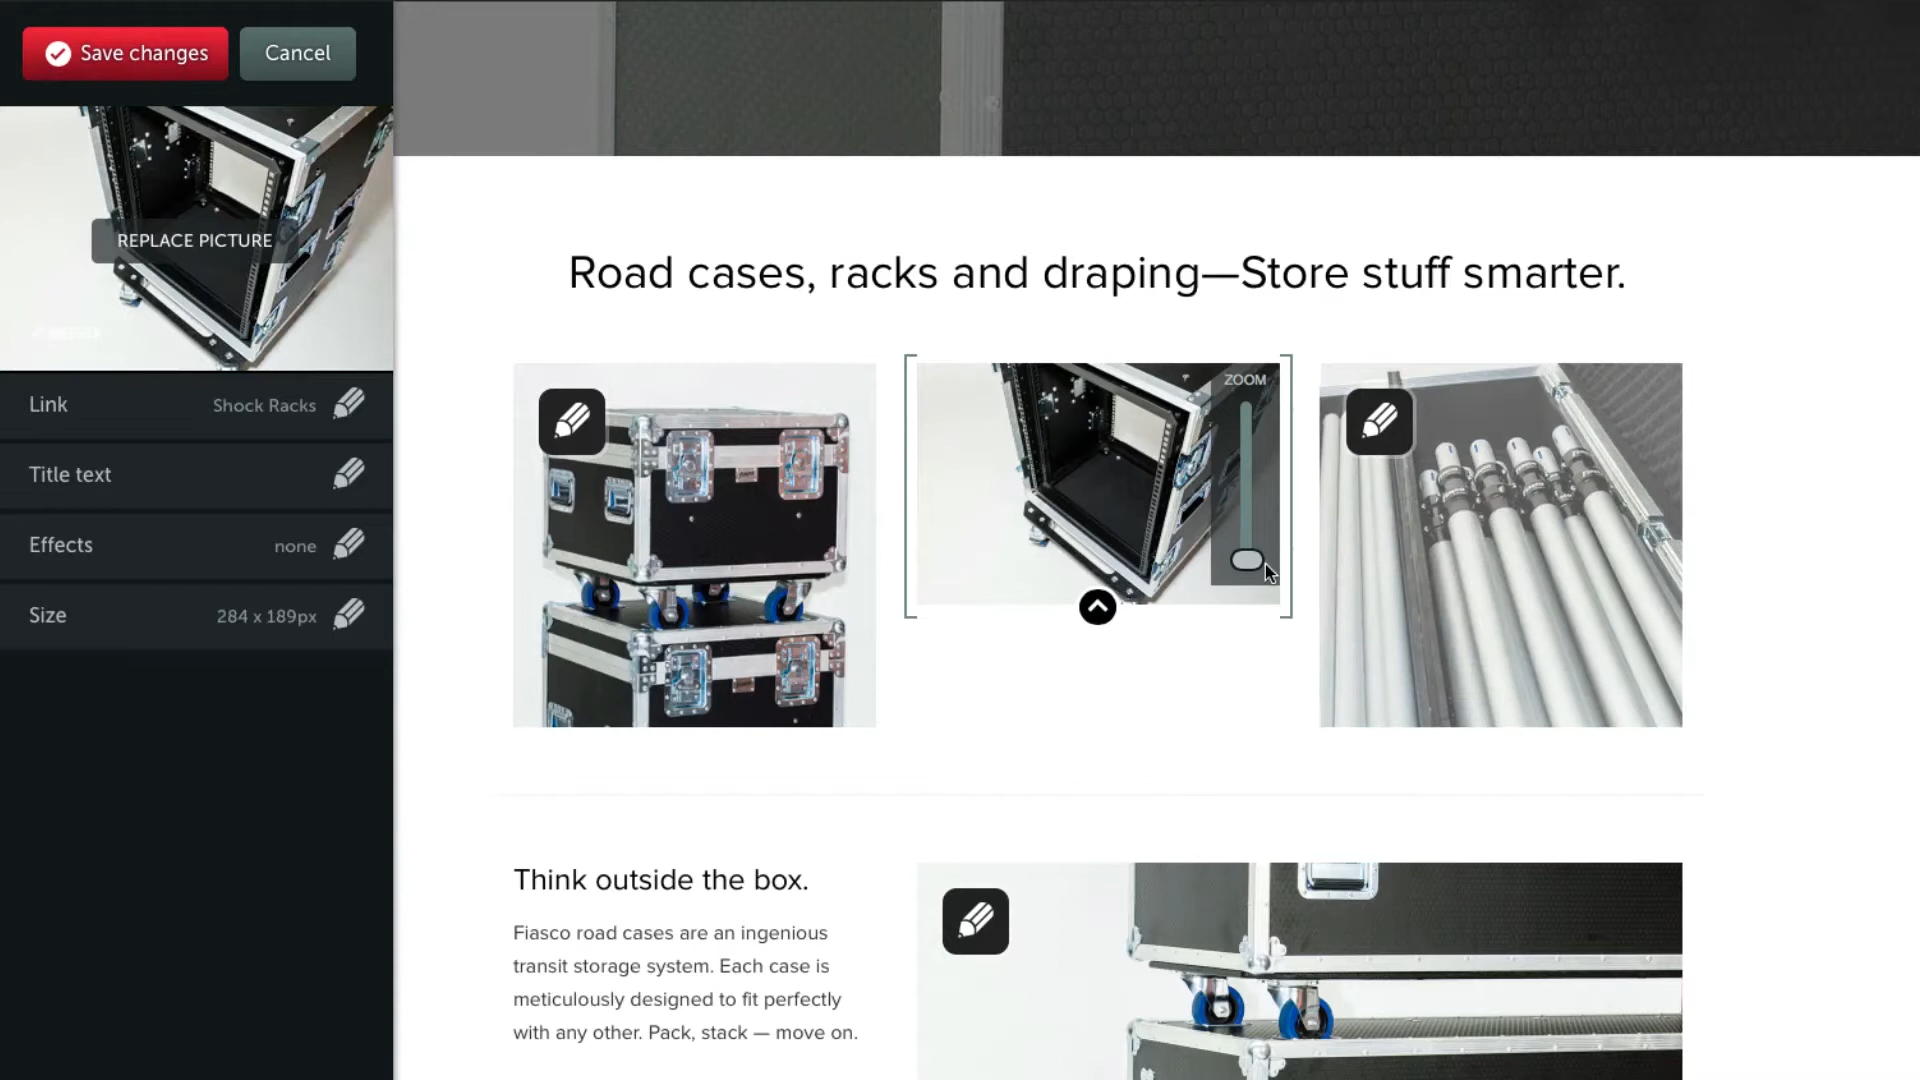 Save changes
Cancel
REPLACE PICTURE
Link
Shock Racks
Title text
Effects
none
Size
284 x 189px
Road cases, racks and draping—Store stuff smarter.
ZOOM
Think outside the box.
Fiasco road cases are an ingenious
transit storage system. Each case is
meticulously designed to fit perfectly
with any other. Pack, stack — move on.